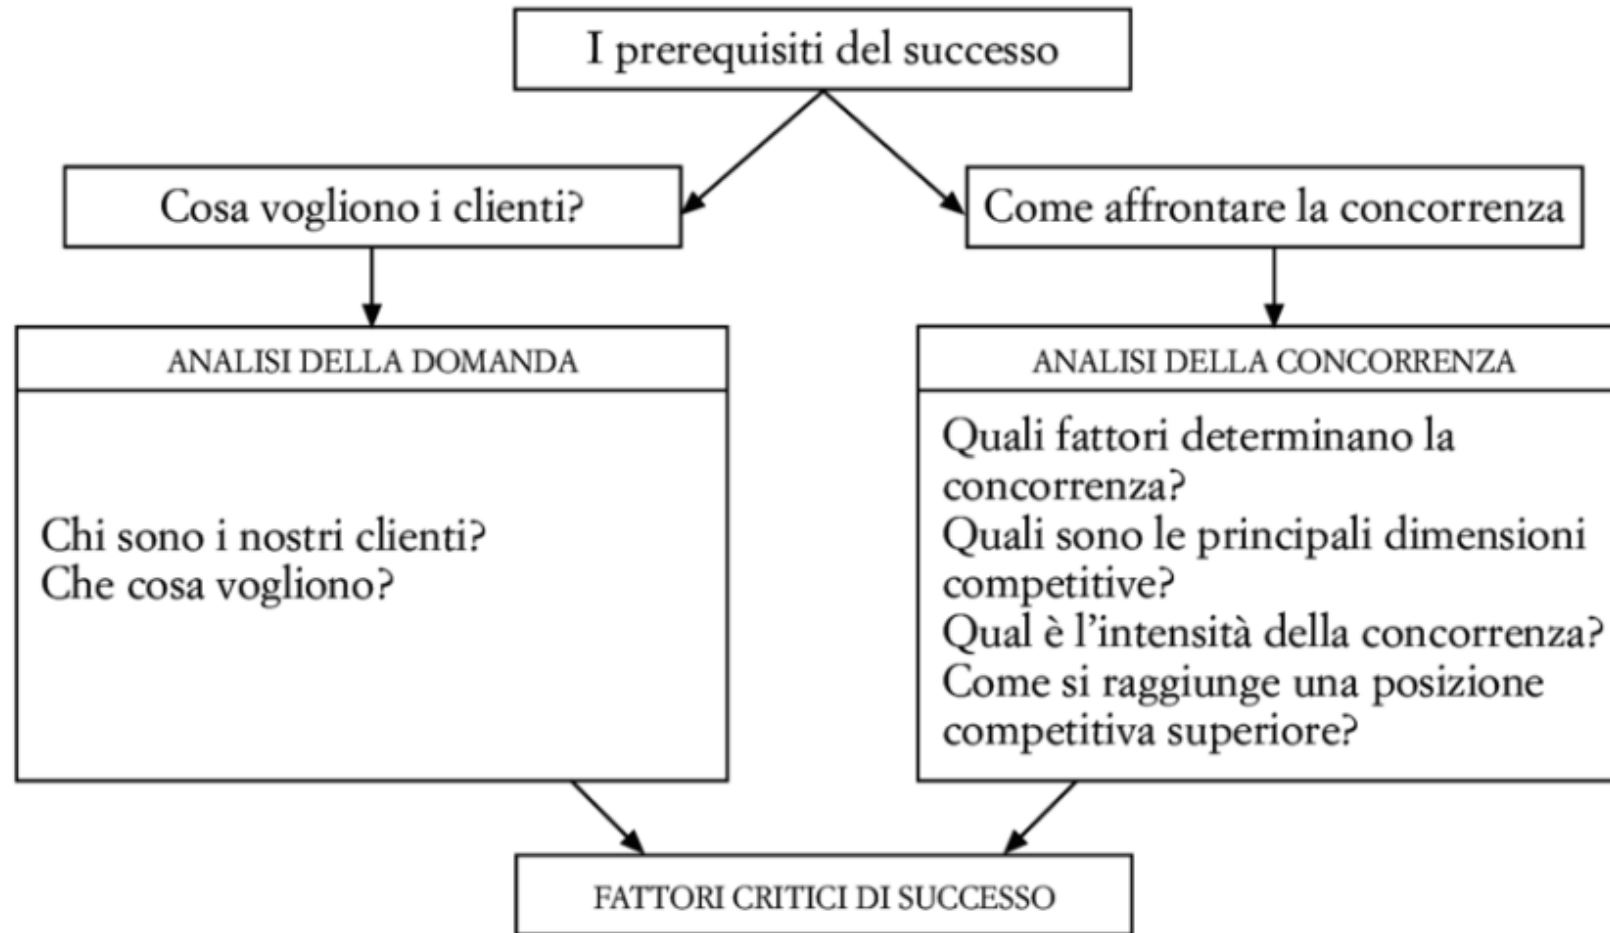 I prerequisiti del successo
Cosa vogliono i clienti?
Come affrontare la concorrenza
ANALISI DELLA DOMANDA
Chi sono i nostri clienti?
Che cosa vogliono?
ANALISI DELLA CONCORRENZA
Quali fattori determinano la
concorrenza?
Quali sono le principali dimensioni
competitive?
Qual è l'intensità della concorrenza?
Come si raggiunge una posizione
competitiva superiore?
FATTORI CRITICI DI SUCCESSO